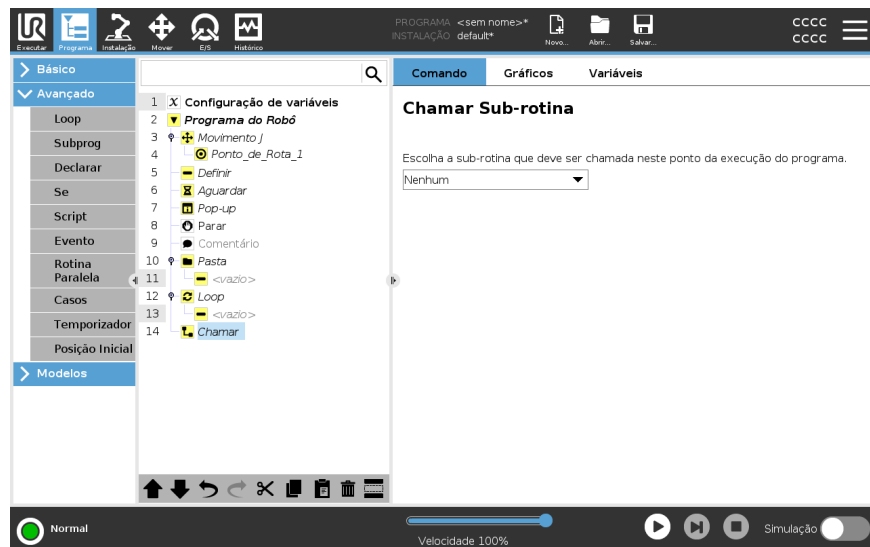 PROGRAMA <sem nome>*
INSTALAÇÃO default*
Executar Programa Instalação Mover E/S Histórico
Novo... Abrir... Salvar...
CCCC
CCCC
Básico
Avançado
Loop
Subprog
Declarar
Se
Script
Evento
Rotina
Paralela
Casos
Temporizador
Posição Inicial
Modelos
1 X Configuração de variáveis
2 Programa do Robô
3 Movimento J
4 Ponto_de_Rota_1
5 Definir
6 Aguardar
7 Pop-up
8 Parar
9 Comentário
10 Pasta
11 <vazio>
12 Loop
13 <vazio>
14 Chamar
Comando Gráficos Variáveis
Chamar Sub-rotina
Escolha a sub-rotina que deve ser chamada neste ponto da execução do programa.
Nenhum
Normal
Velocidade 100%
Simulação